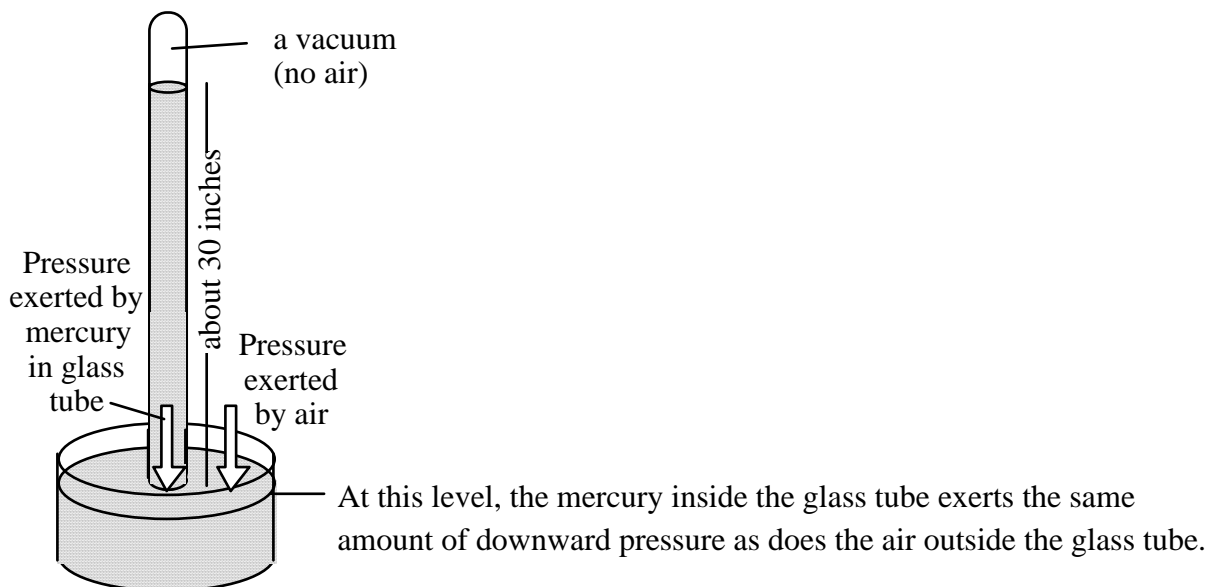 a vacuum
(no air)
about 30 inches
Pressure
exerted by
mercury
in glass
tube
Pressure
exerted
by air
At this level, the mercury inside the glass tube exerts the same
amount of downward pressure as does the air outside the glass tube.